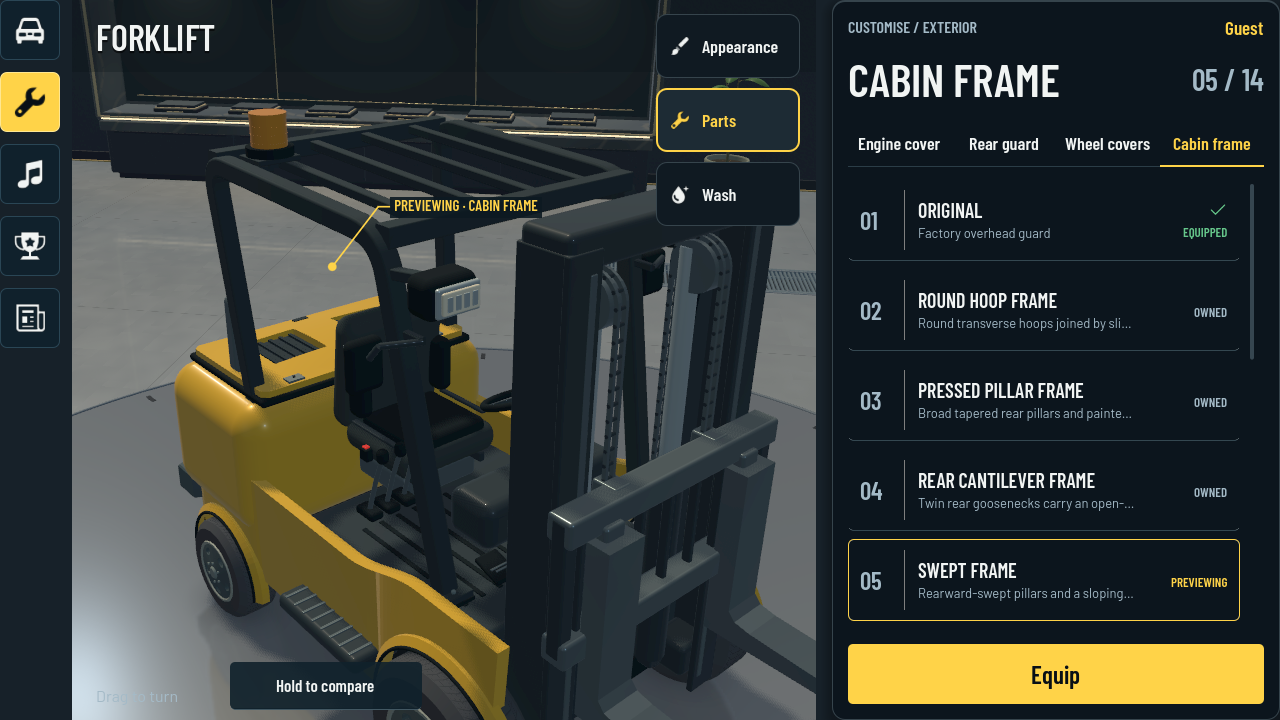 FORKLIFT
Appearance
Parts
Wash
PREVIEWING · CABIN FRAME
Drag to turn
Hold to compare
CUSTOMISE / EXTERIOR
Guest
CABIN FRAME
05 / 14
Engine cover
Rear guard
Wheel covers
Cabin frame
01
ORIGINAL
Factory overhead guard
EQUIPPED
02
ROUND HOOP FRAME
Round transverse hoops joined by sli...
OWNED
03
PRESSED PILLAR FRAME
Broad tapered rear pillars and painte...
OWNED
04
REAR CANTILEVER FRAME
Twin rear goosenecks carry an open-...
OWNED
05
SWEPT FRAME
Rearward-swept pillars and a sloping...
PREVIEWING
Equip